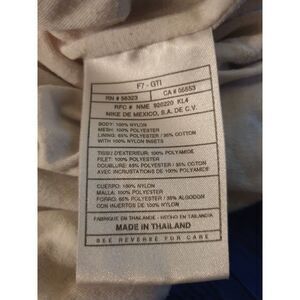 F7 - GTI
RN # 56323 CA # 05553
RFC # NME 920220 KL4
NIKE DE MEXICO, S.A. DE C.V.
BODY: 100% NYLON
MESH: 100% POLYESTER
LINING: 65% POLYESTER / 35% COTTON
WITH 100% NYLON INSETS
TISSU D'EXTERIEUR: 100% POLYAMIDE
FILET: 100% POLYESTER
DOUBLURE: 65% POLYESTER / 35% COTON
AVEC INCRUSTATIONS DE 100% POLYAMIDE
CUERPO: 100% NYLON
MALLA: 100% POLYESTER
FORRO: 65% POLYESTER / 35% ALGODON
CON INSERTOS DE 100% NYLON
FABRIQUE EN THAILANDE - HECHO EN TAILANDIA
MADE IN THAILAND
SEE REVERSE FOR CARE